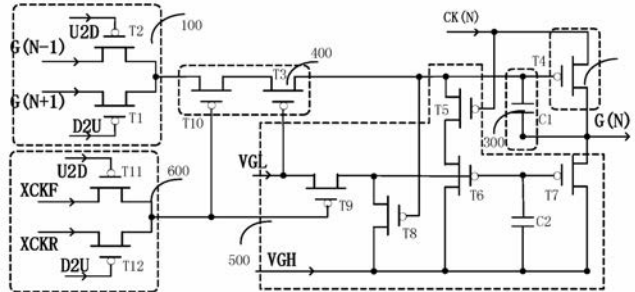 CK(N)
U2D
T2
100
G(N-1)
T3
400
T4
G(N+1)
T10
T5
300
C1
G(N)
D2U
T1
U2D
T11
600
VGL
T6
T7
XCKF
T9
T8
C2
XCKR
500
VGH
D2U
T12